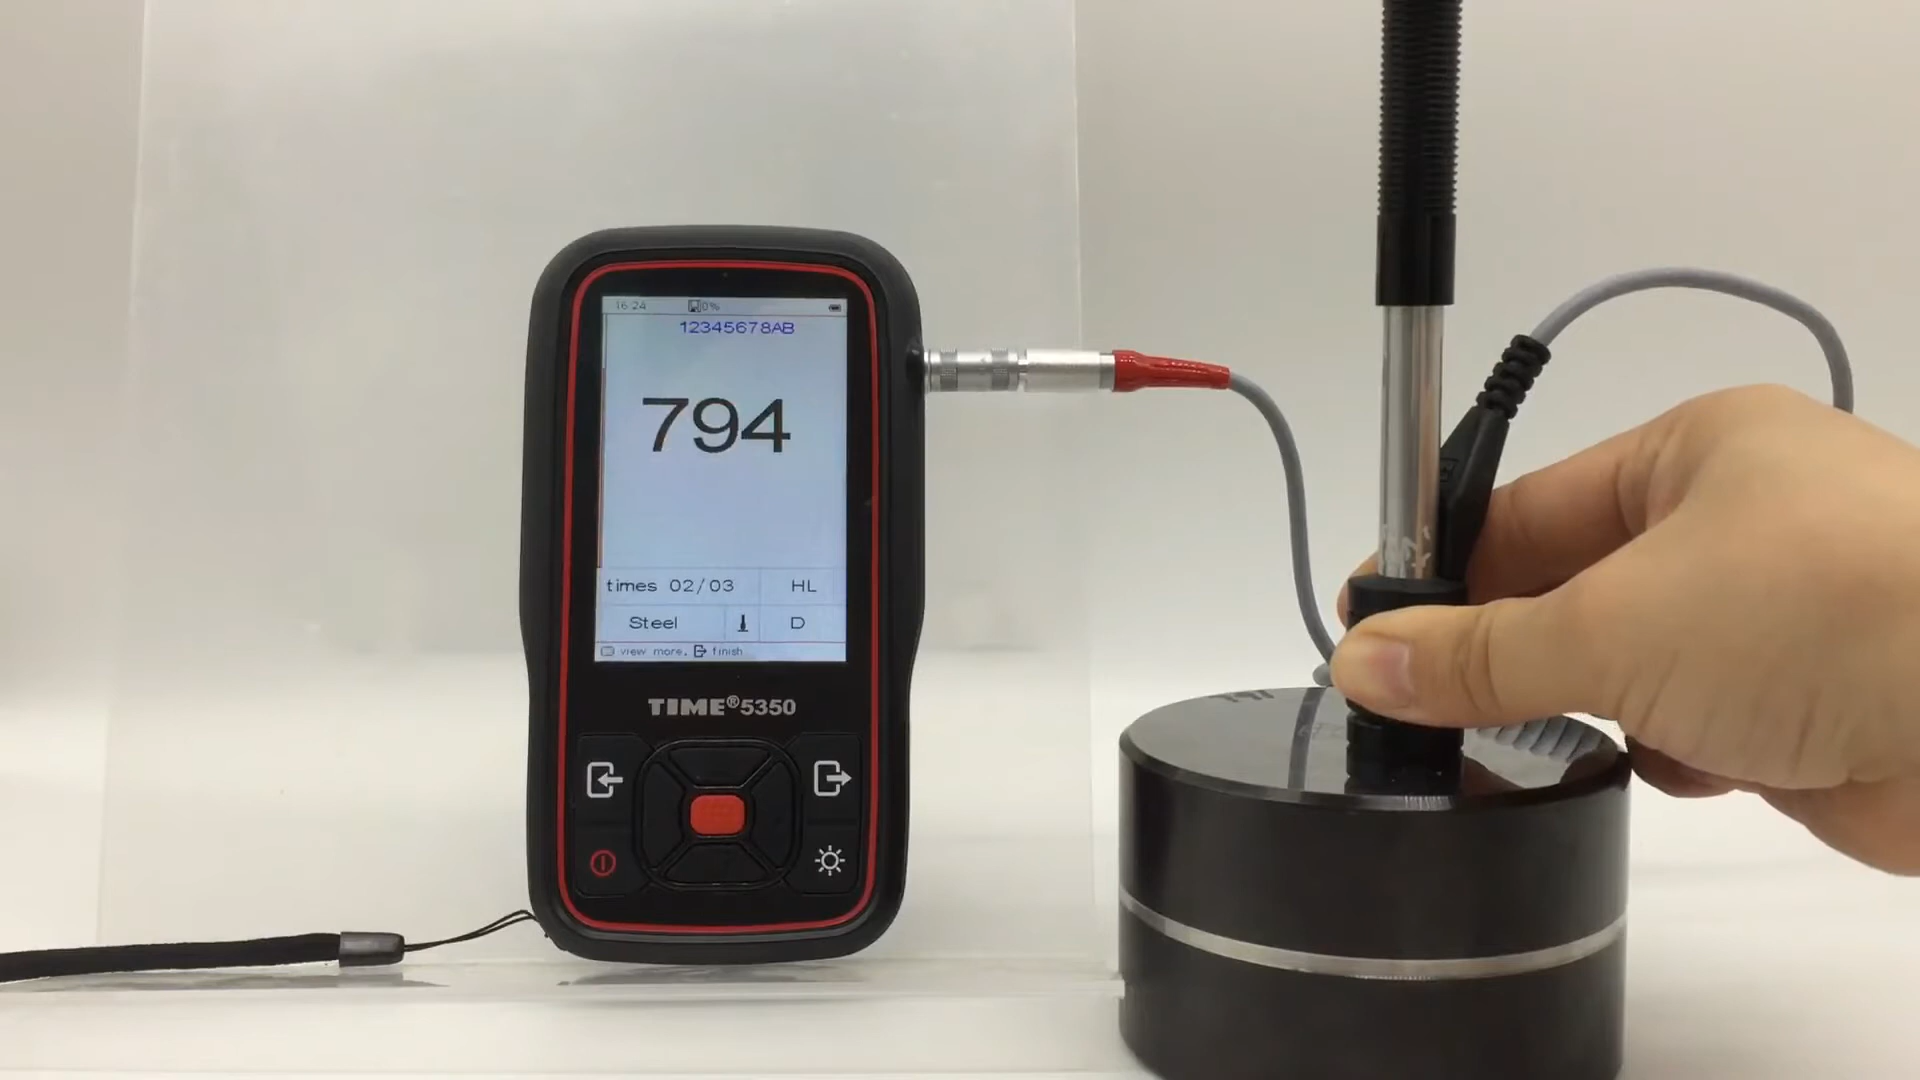 16:24 0%
12345678AB
794
times 02/03 HL
Steel D
view more. finish
TIME®5350